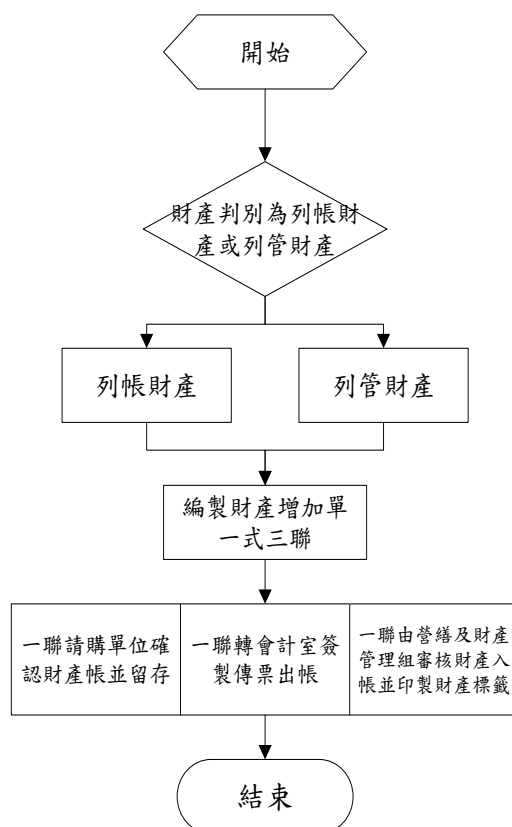 開始
財產判別為列帳財
產或列管財產
列帳財產
列管財產
編製財產增加單
一式三聯
一聯請購單位確
認財產帳並留存
一聯轉會計室簽
製傳票出帳
一聯由營繕及財產
管理組審核財產入
帳並印製財產標籤
結束